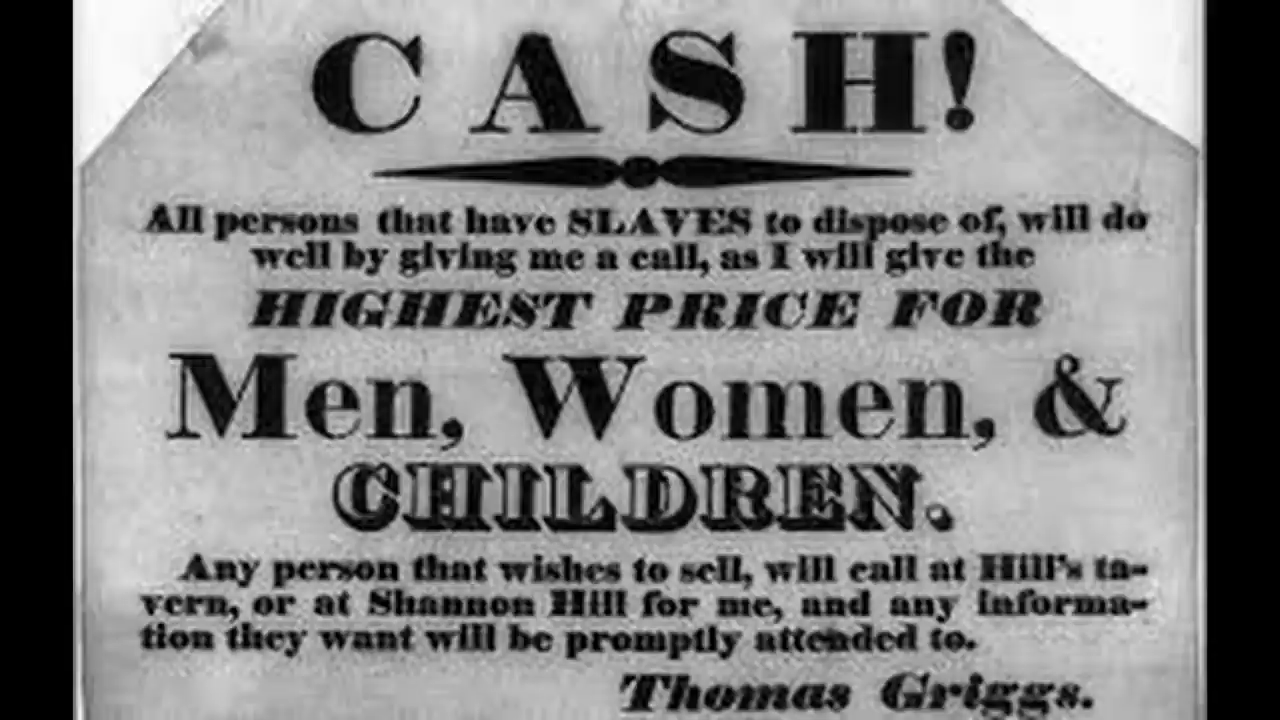 CASH!
All persons that have SLAVES to dispose of, will do
well by giving me a call, as I will give the
HIGHEST PRICE FOR
Men, Women, &
CHILDREN.
Any person that wishes to sell, will call at Hill's ta-
vern, or at Shannon Hill for me, and any informa-
tion they want will be promptly attended to.
Thomas Griggs.